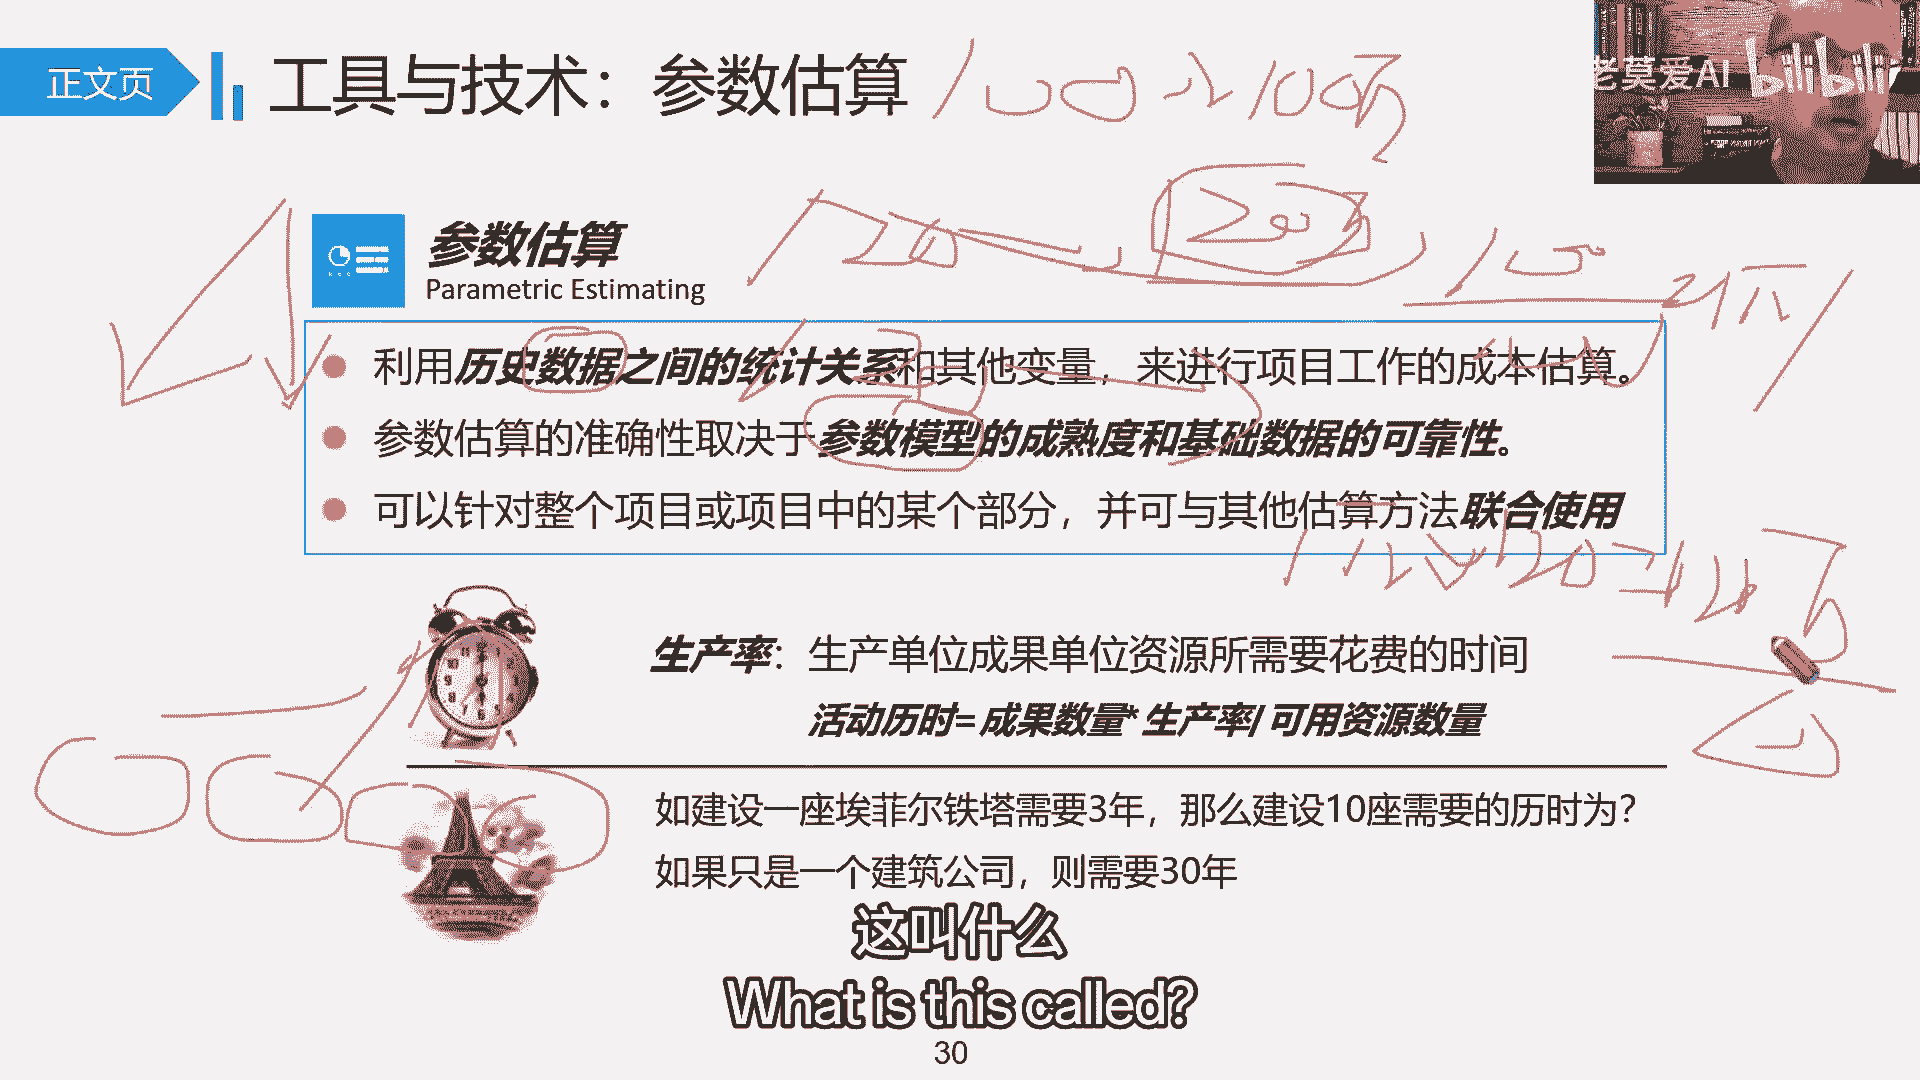 正文页
工具与技术：参数估算
100 → 100万
老莫爱AI bilibili
参数估算
Parametric Estimating
● 利用历史数据之间的统计关系和其他变量，来进行项目工作的成本估算。
● 参数估算的准确性取决于参数模型的成熟度和基础数据的可靠性。
● 可以针对整个项目或项目中的某个部分，并可与其他估算方法联合使用
生产率：生产单位成果单位资源所需要花费的时间
活动历时=成果数量*生产率/可用资源数量
如建设一座埃菲尔铁塔需要3年，那么建设10座需要的历时为？
如果只是一个建筑公司，则需要30年
这叫什么
What is this called?
30